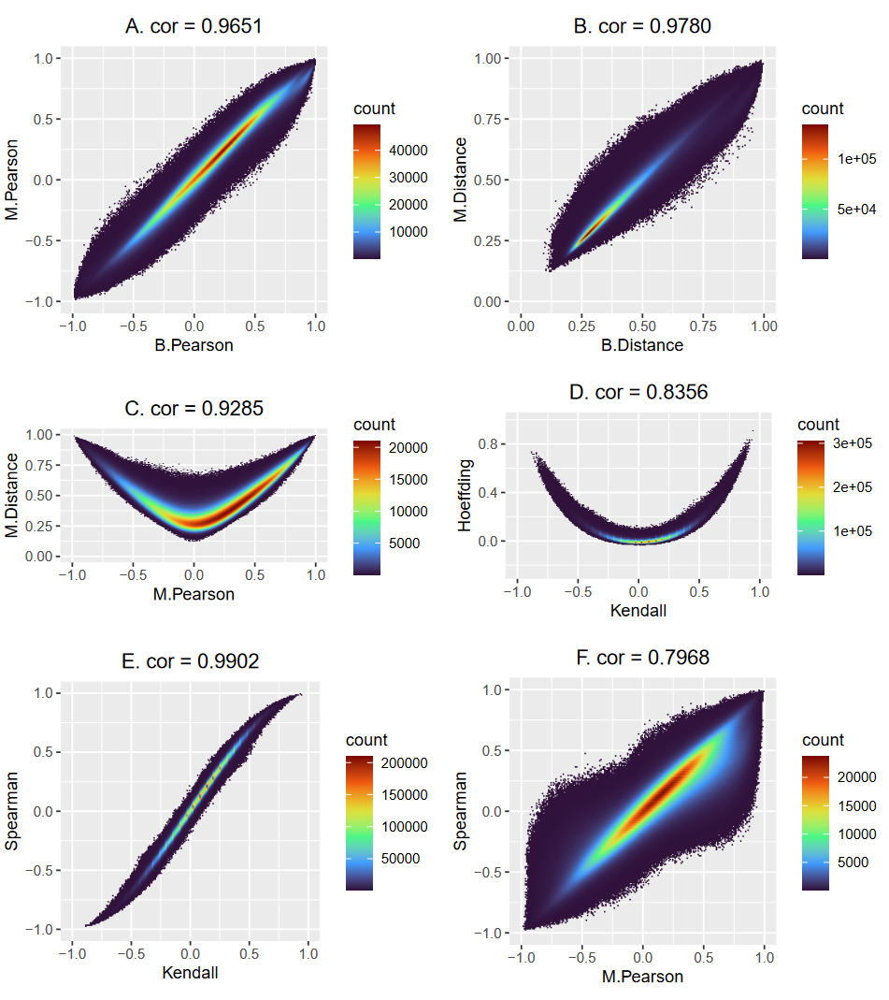 A. cor = 0.9651
M.Pearson
1.0
0.5
0.0
−0.5
−1.0
−1.0 −0.5 0.0 0.5 1.0
B.Pearson
count
40000
30000
20000
10000
B. cor = 0.9780
M.Distance
1.00
0.75
0.50
0.25
0.00
0.00 0.25 0.50 0.75 1.00
B.Distance
count
1e+05
5e+04
C. cor = 0.9285
M.Distance
1.00
0.75
0.50
0.25
0.00
−1.0 −0.5 0.0 0.5 1.0
M.Pearson
count
20000
15000
10000
5000
D. cor = 0.8356
Hoeffding
0.8
0.4
0.0
−1.0 −0.5 0.0 0.5 1.0
Kendall
count
3e+05
2e+05
1e+05
E. cor = 0.9902
Spearman
1.0
0.5
0.0
−0.5
−1.0
−1.0 −0.5 0.0 0.5 1.0
Kendall
count
200000
150000
100000
50000
F. cor = 0.7968
Spearman
1.0
0.5
0.0
−0.5
−1.0
−1.0 −0.5 0.0 0.5 1.0
M.Pearson
count
20000
15000
10000
5000